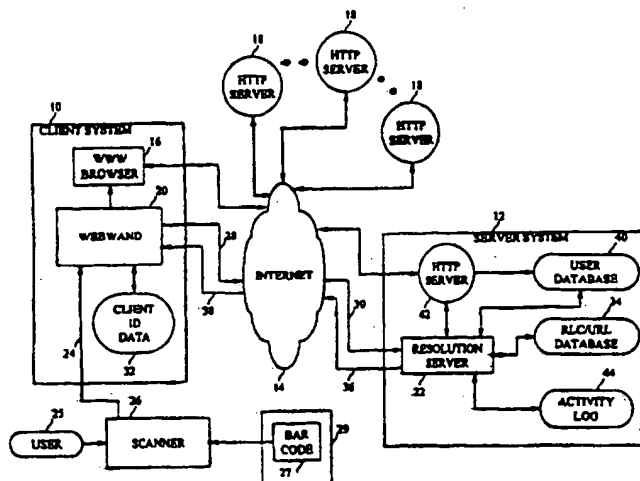 18
18
HTTP
SERVER
HTTP
SERVER
18
HTTP
SERVER
10
CLIENT SYSTEM
16
WWW
BROWSER
20
WEBWAND
28
38
24
CLIENT
ID
DATA
32
INTERNET
14
30
36
12
SERVER SYSTEM
40
HTTP
SERVER
42
USER
DATABASE
34
RLC/URL
DATABASE
RESOLUTION
SERVER
22
44
ACTIVITY
LOG
25
USER
26
SCANNER
29
BAR
CODE
27